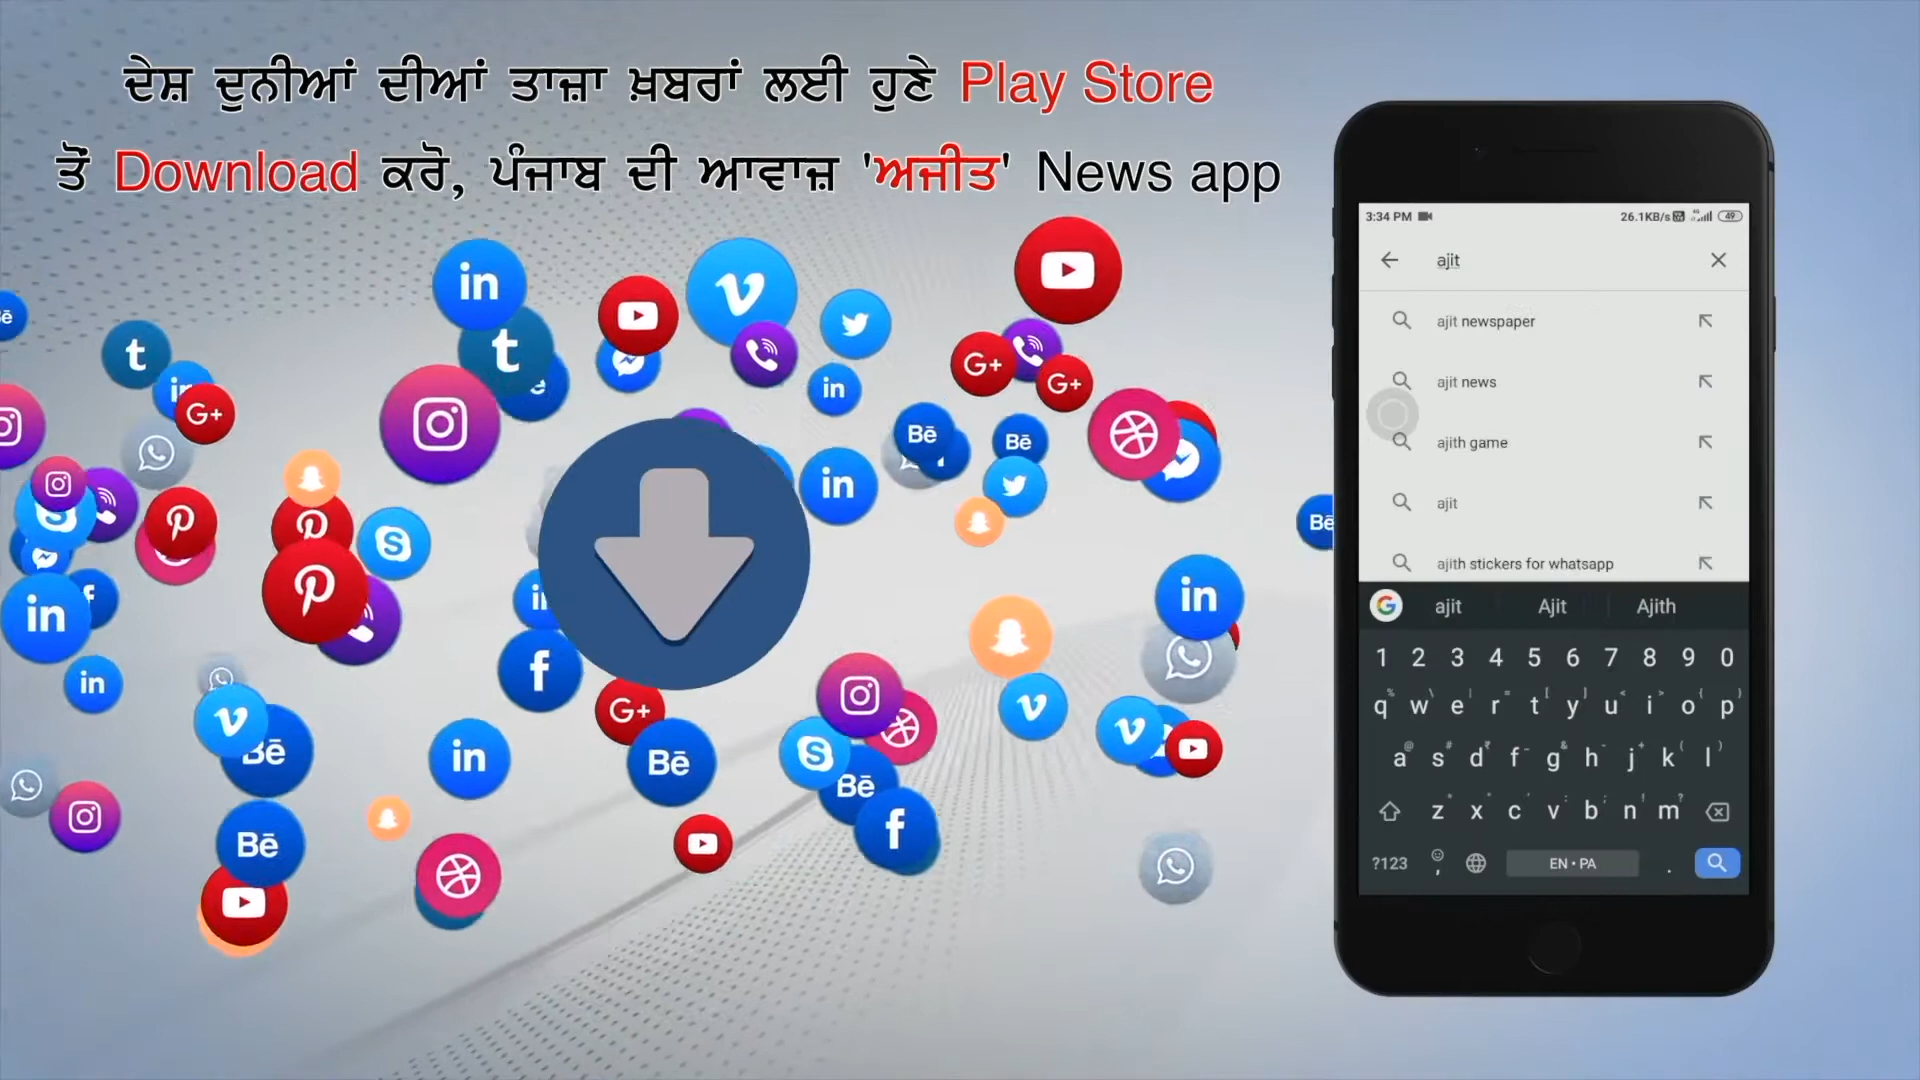 ਦੇਸ਼ ਦੁਨੀਆਂ ਦੀਆਂ ਤਾਜ਼ਾ ਖ਼ਬਰਾਂ ਲਈ ਹੁਣੇ Play Store
ਤੋਂ Download ਕਰੋ, ਪੰਜਾਬ ਦੀ ਆਵਾਜ਼ 'ਅਜੀਤ' News app
3:34 PM 26.1KB/s 49
ajit
ajit newspaper
ajit news
ajith game
ajit
ajith stickers for whatsapp
ajit Ajit Ajith
1 2 3 4 5 6 7 8 9 0
q w e r t y u i o p
a s d f g h j k l
z x c v b n m
?123 , EN • PA .